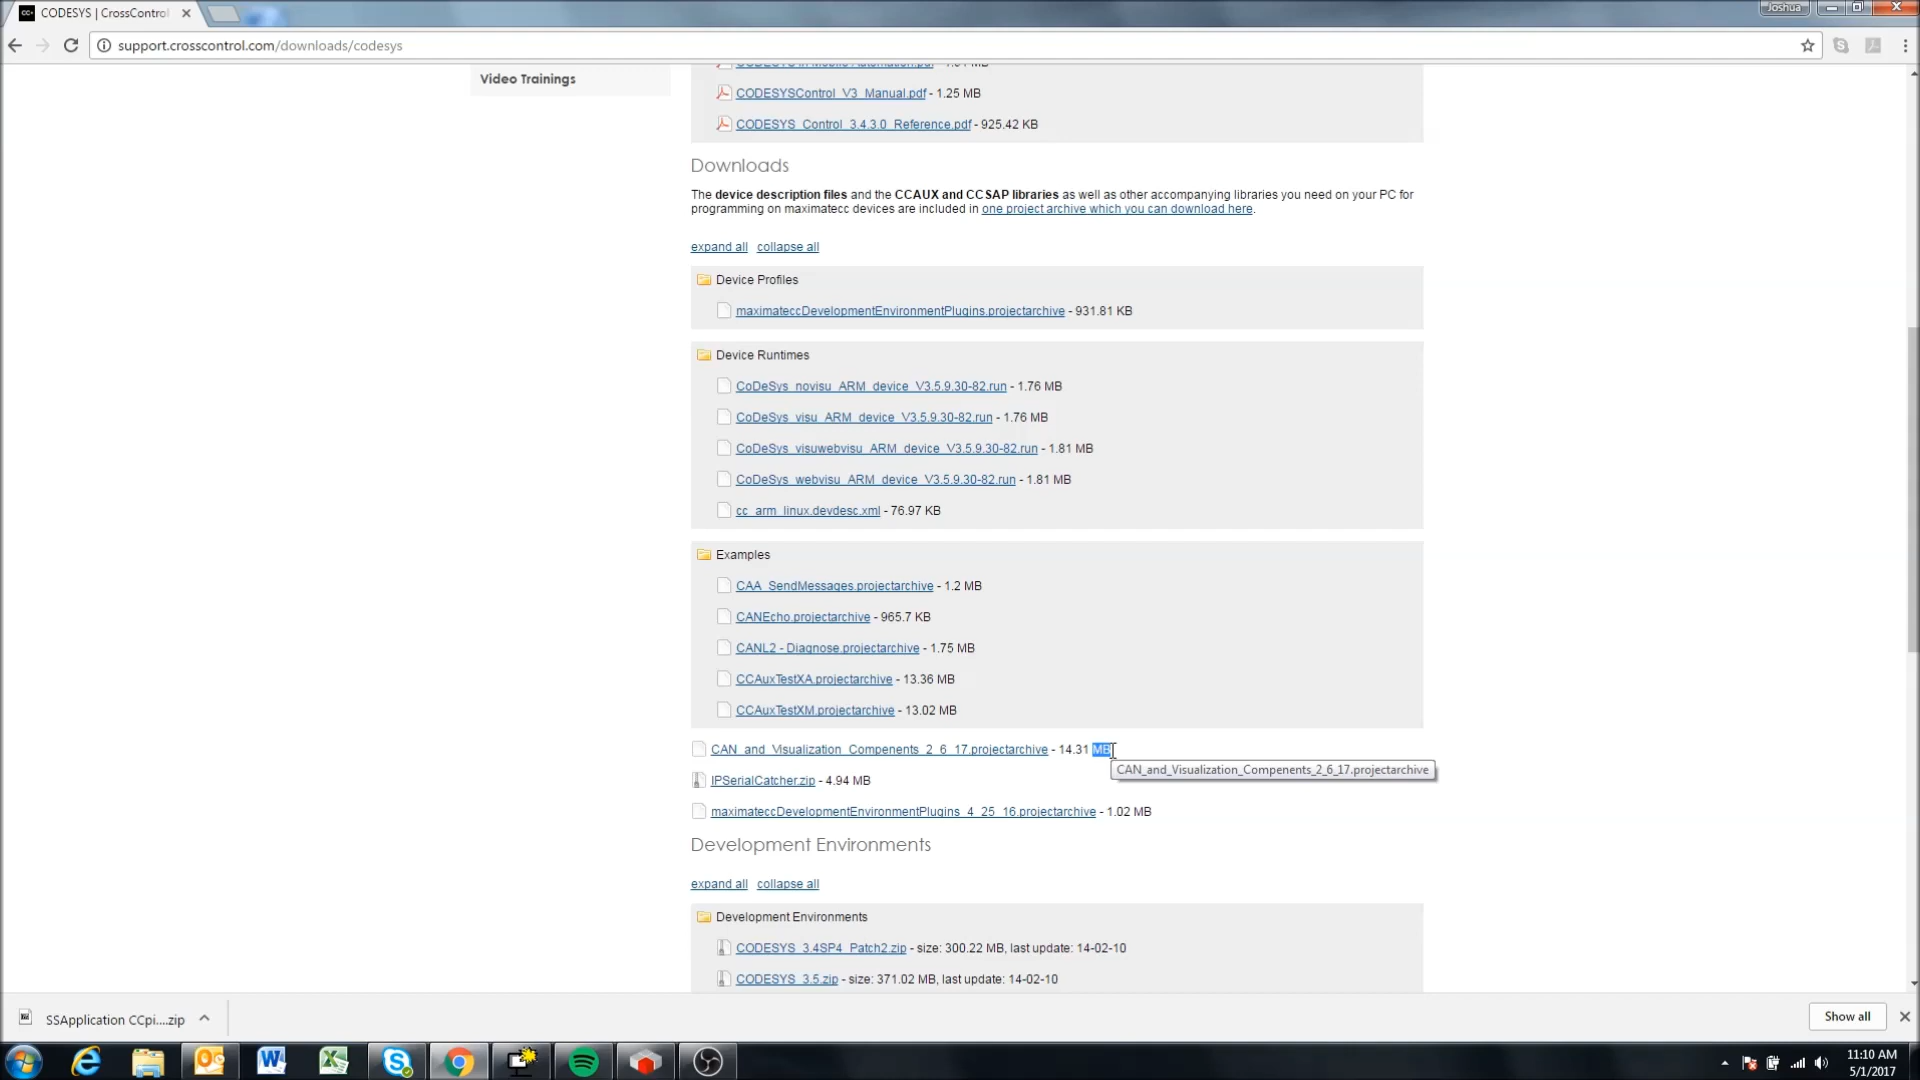 CODESYS | CrossControl
Joshua
support.crosscontrol.com/downloads/codesys
Video Trainings
CODESYSControl_V3_Manual.pdf - 1.25 MB
CODESYS_Control_3.4.3.0_Reference.pdf - 925.42 KB
Downloads
The device description files and the CCAUX and CCSAP libraries as well as other accompanying libraries you need on your PC for
programming on maximatecc devices are included in one project archive which you can download here.
expand all collapse all
Device Profiles
maximateccDevelopmentEnvironmentPlugins.projectarchive - 931.81 KB
Device Runtimes
CoDeSys_novisu_ARM_device_V3.5.9.30-82.run - 1.76 MB
CoDeSys_visu_ARM_device_V3.5.9.30-82.run - 1.76 MB
CoDeSys_visuwebvisu_ARM_device_V3.5.9.30-82.run - 1.81 MB
CoDeSys_webvisu_ARM_device_V3.5.9.30-82.run - 1.81 MB
cc_arm_linux.devdesc.xml - 76.97 KB
Examples
CAA_SendMessages.projectarchive - 1.2 MB
CANEcho.projectarchive - 965.7 KB
CANL2 - Diagnose.projectarchive - 1.75 MB
CCAuxTestXA.projectarchive - 13.36 MB
CCAuxTestXM.projectarchive - 13.02 MB
CAN_and_Visualization_Compenents_2_6_17.projectarchive - 14.31 MB
CAN_and_Visualization_Compenents_2_6_17.projectarchive
IPSerialCatcher.zip - 4.94 MB
maximateccDevelopmentEnvironmentPlugins_4_25_16.projectarchive - 1.02 MB
Development Environments
expand all collapse all
Development Environments
CODESYS_3.4SP4_Patch2.zip - size: 300.22 MB, last update: 14-02-10
CODESYS_3.5.zip - size: 371.02 MB, last update: 14-02-10
SSApplication CCpi....zip
Show all
11:10 AM
5/1/2017